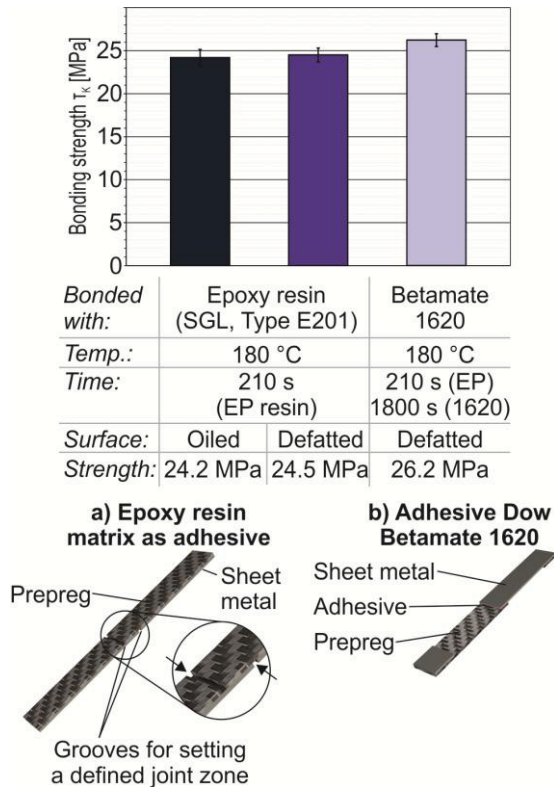 Bonding strength τK [MPa]
25
20
15
10
5
0
Bonded with:
Epoxy resin (SGL, Type E201)
Betamate 1620
Temp.:
180 °C
180 °C
Time:
210 s (EP resin)
210 s (EP) 1800 s (1620)
Surface:
Oiled
Defatted
Defatted
Strength:
24.2 MPa
24.5 MPa
26.2 MPa
a) Epoxy resin
matrix as adhesive
Prepreg
Sheet
metal
Grooves for setting
a defined joint zone
b) Adhesive Dow
Betamate 1620
Sheet metal
Adhesive
Prepreg